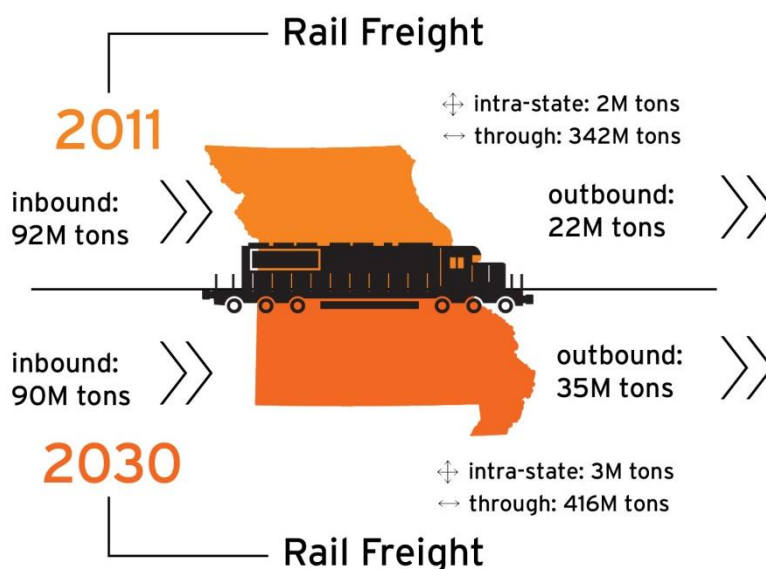 Rail Freight
2011
intra-state: 2M tons
through: 342M tons
inbound:
92M tons
outbound:
22M tons
inbound:
90M tons
outbound:
35M tons
2030
intra-state: 3M tons
through: 416M tons
Rail Freight